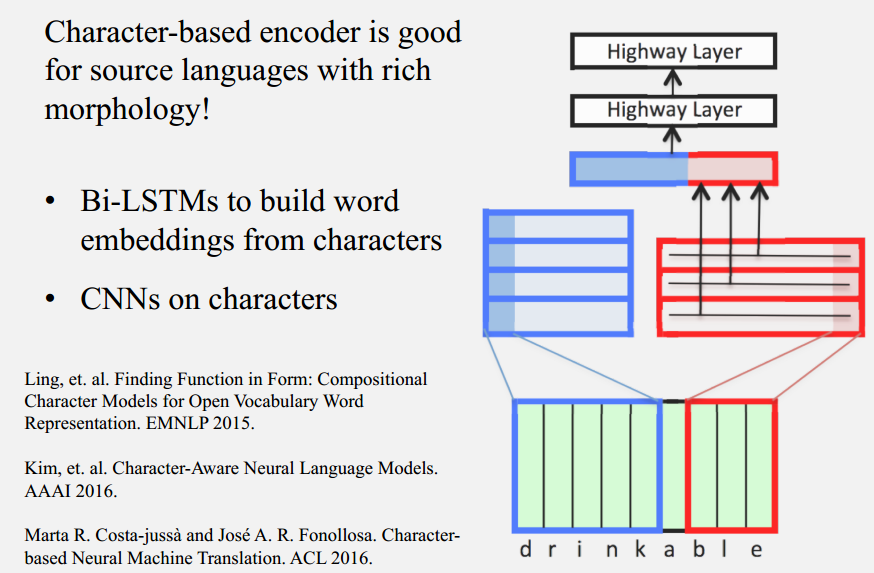 Character-based encoder is good
for source languages with rich
morphology!
• Bi-LSTMs to build word
embeddings from characters
• CNNs on characters
Ling, et. al. Finding Function in Form: Compositional
Character Models for Open Vocabulary Word
Representation. EMNLP 2015.
Kim, et. al. Character-Aware Neural Language Models.
AAAI 2016.
Marta R. Costa-jussà and José A. R. Fonollosa. Character-
based Neural Machine Translation. ACL 2016.
Highway Layer
Highway Layer
d r i n k a b l e